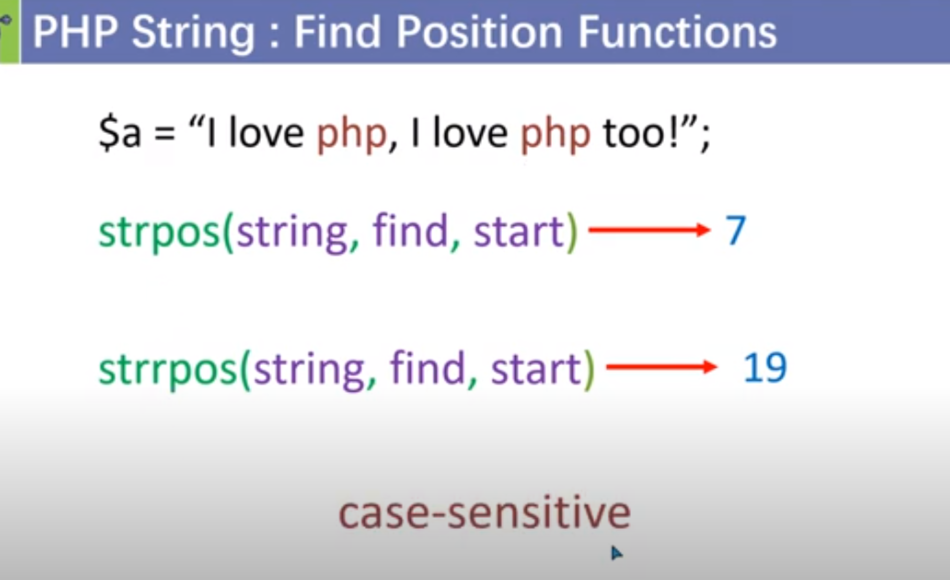 PHP String : Find Position Functions
$a = “I love php, I love php too!”;
strpos(string, find, start) 7
strrpos(string, find, start) 19
case-sensitive